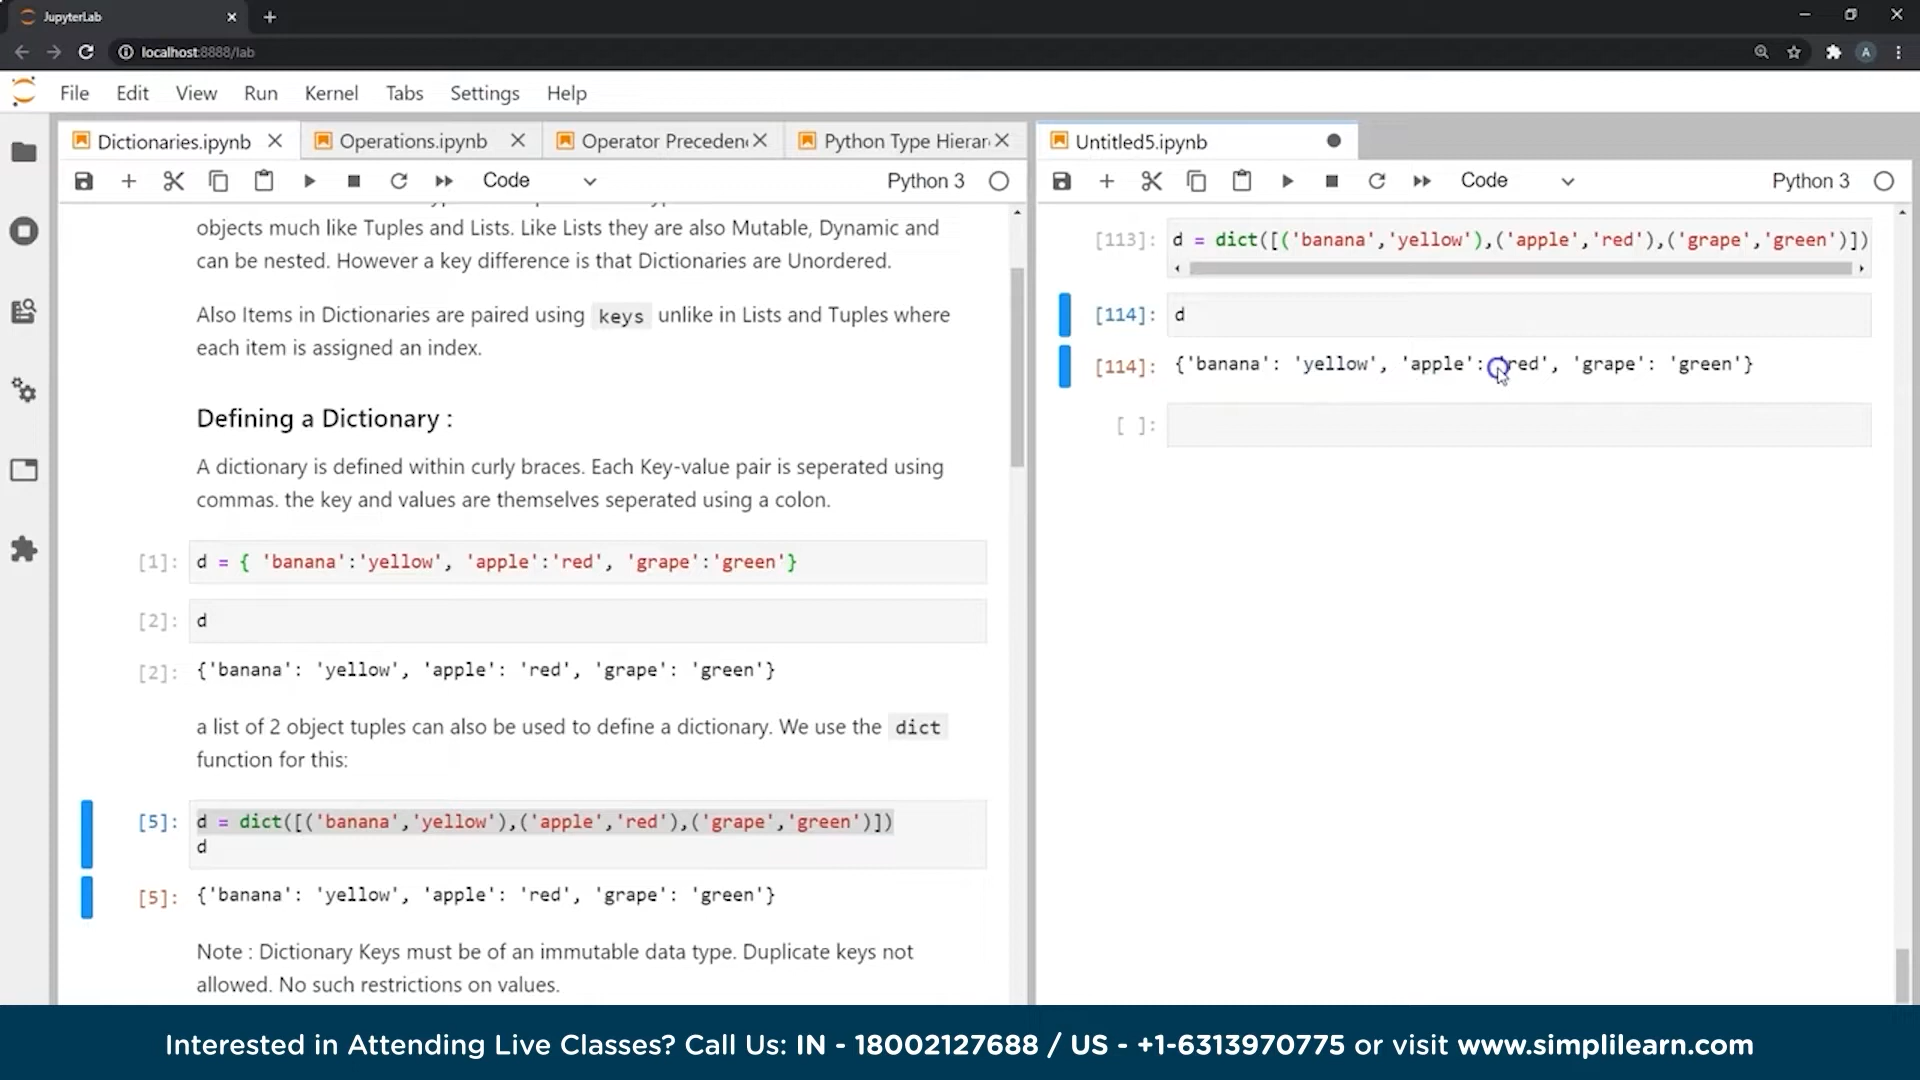 JupyterLab
localhost:8888/lab
A
File Edit View Run Kernel Tabs Settings Help
Dictionaries.ipynb Operations.ipynb Operator Preceden Python Type Hierar
Code Python 3
objects much like Tuples and Lists. Like Lists they are also Mutable, Dynamic and
can be nested. However a key difference is that Dictionaries are Unordered.
Also Items in Dictionaries are paired using keys unlike in Lists and Tuples where
each item is assigned an index.
Defining a Dictionary :
A dictionary is defined within curly braces. Each Key-value pair is seperated using
commas. the key and values are themselves seperated using a colon.
[1]: d = { 'banana':'yellow', 'apple':'red', 'grape':'green'}
[2]: d
[2]: {'banana': 'yellow', 'apple': 'red', 'grape': 'green'}
a list of 2 object tuples can also be used to define a dictionary. We use the dict
function for this:
[5]: d = dict([('banana','yellow'),('apple','red'),('grape','green')])
d
[5]: {'banana': 'yellow', 'apple': 'red', 'grape': 'green'}
Note : Dictionary Keys must be of an immutable data type. Duplicate keys not
allowed. No such restrictions on values.
Untitled5.ipynb
Code Python 3
[113]: d = dict([('banana','yellow'),('apple','red'),('grape','green')])
[114]: d
[114]: {'banana': 'yellow', 'apple': 'red', 'grape': 'green'}
[ ]:
Interested in Attending Live Classes? Call Us: IN - 18002127688 / US - +1-6313970775 or visit www.simplilearn.com